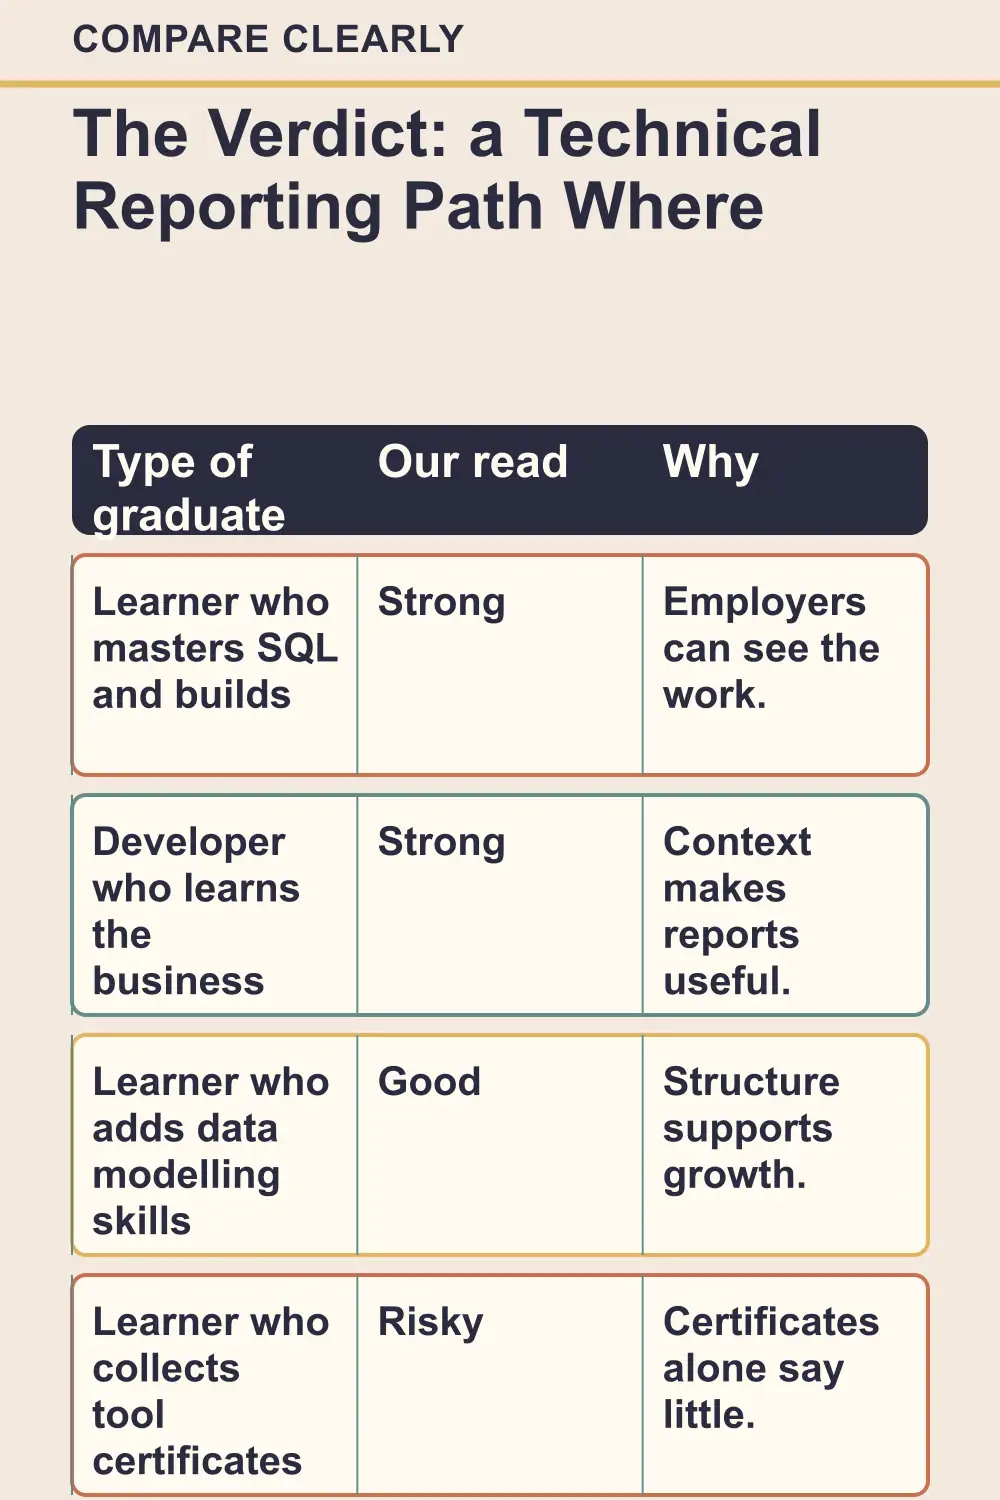 COMPARE CLEARLY
The Verdict: a Technical
Reporting Path Where
Type of
graduate
Our read
Why
Learner who
masters SQL
and builds
Strong
Employers
can see the
work.
Developer
who learns
the
business
Strong
Context
makes
reports
useful.
Learner who
adds data
modelling
skills
Good
Structure
supports
growth.
Learner who
collects
tool
certificates
Risky
Certificates
alone say
little.